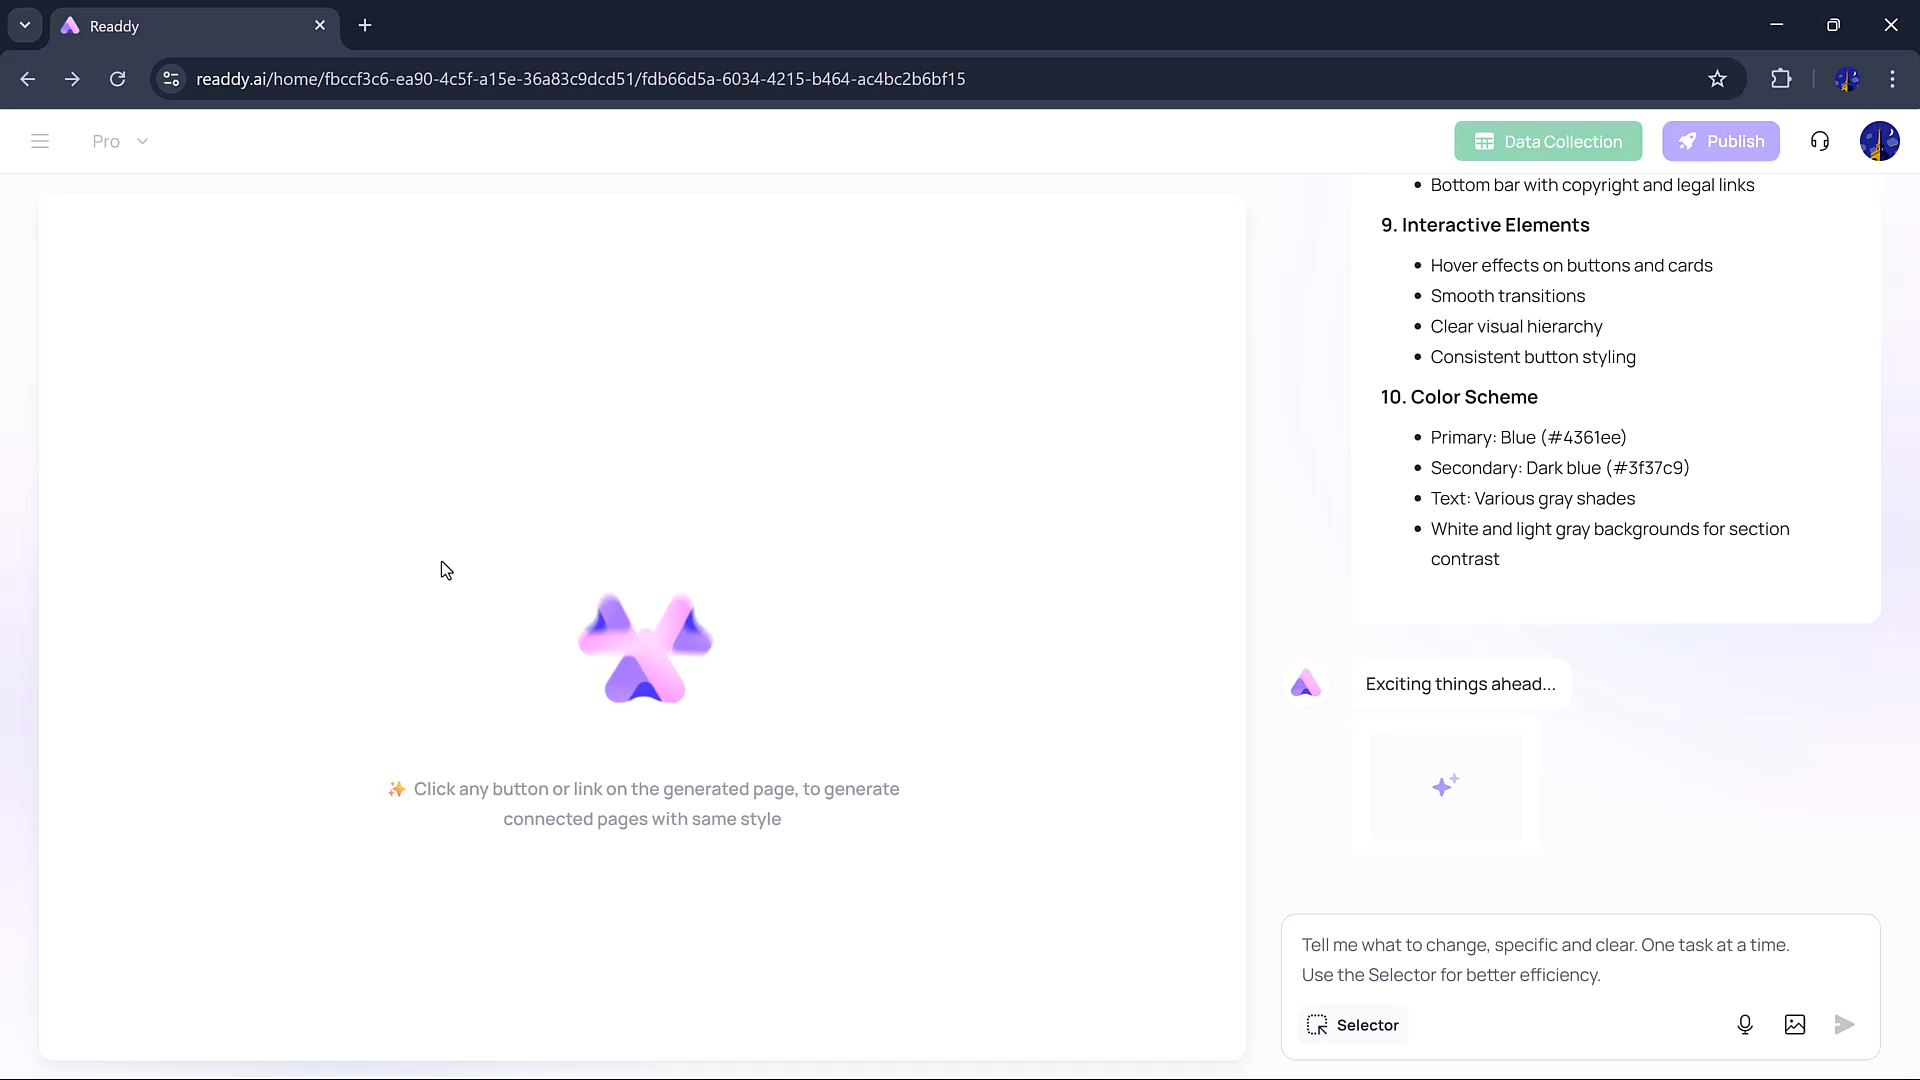 Readdy
readdy.ai/home/fbccf3c6-ea90-4c5f-a15e-36a83c9dcd51/fdb66d5a-6034-4215-b464-ac4bc2b6bf15
Pro
Data Collection
Publish
• Bottom bar with copyright and legal links
9. Interactive Elements
• Hover effects on buttons and cards
• Smooth transitions
• Clear visual hierarchy
• Consistent button styling
10. Color Scheme
• Primary: Blue (#4361ee)
• Secondary: Dark blue (#3f37c9)
• Text: Various gray shades
• White and light gray backgrounds for section
contrast
✨ Click any button or link on the generated page, to generate
connected pages with same style
Exciting things ahead...
Tell me what to change, specific and clear. One task at a time.
Use the Selector for better efficiency.
Selector